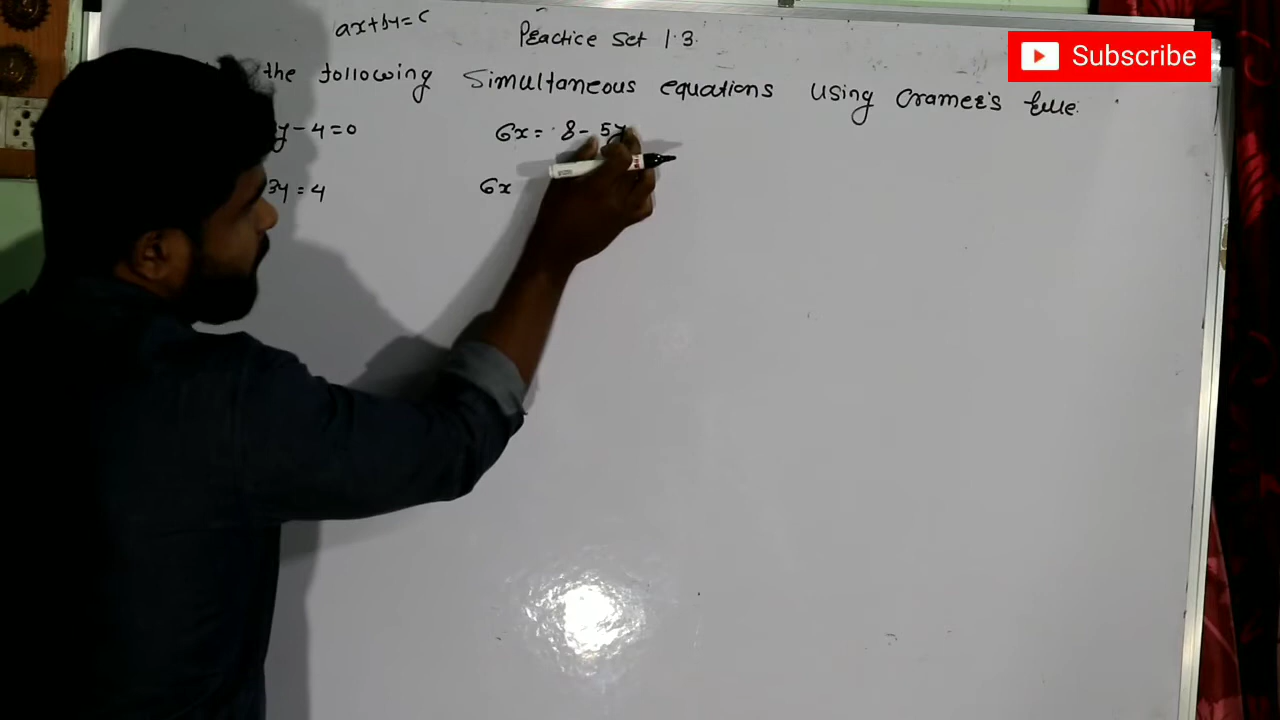 ax+by=c
Practice Set 1.3.
Subscribe
the following Simultaneous equations using Cramer's Rule.
y-4=0 6x= 8- 5y
3y=4 6x